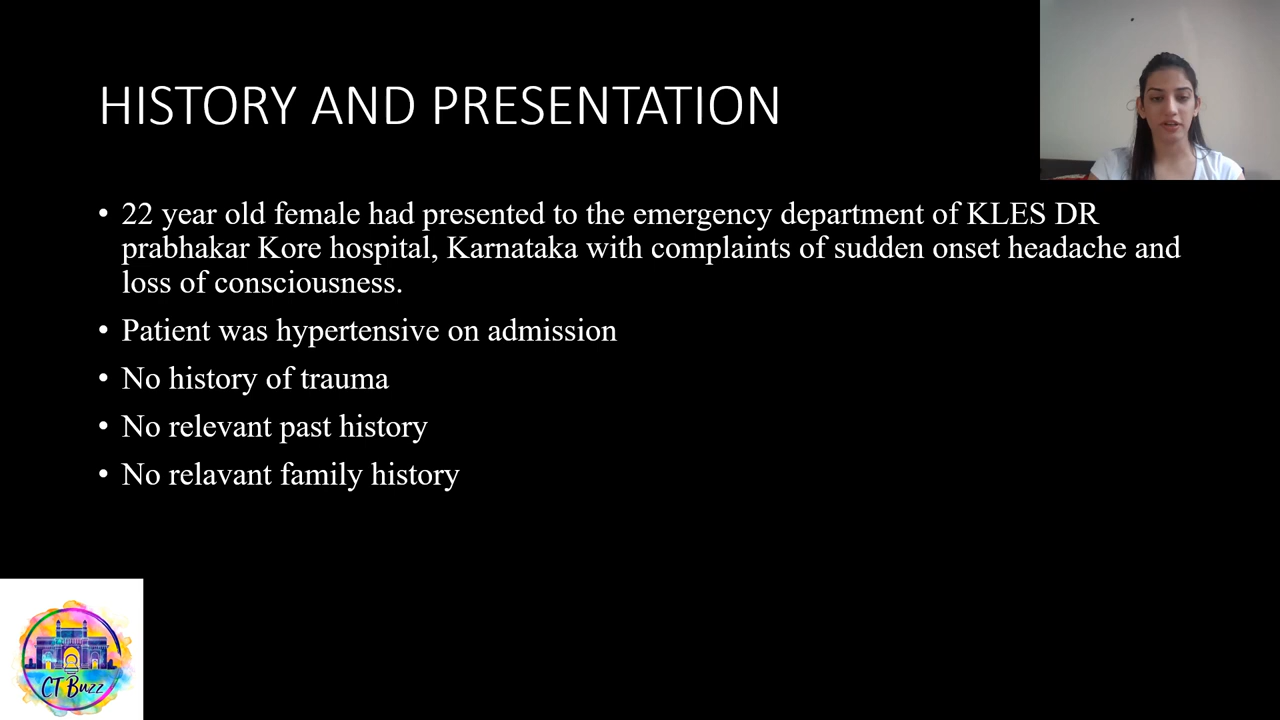 HISTORY AND PRESENTATION
• 22 year old female had presented to the emergency department of KLES DR
prabhakar Kore hospital, Karnataka with complaints of sudden onset headache and
loss of consciousness.
• Patient was hypertensive on admission
• No history of trauma
• No relevant past history
• No relavant family history
CT Buzz